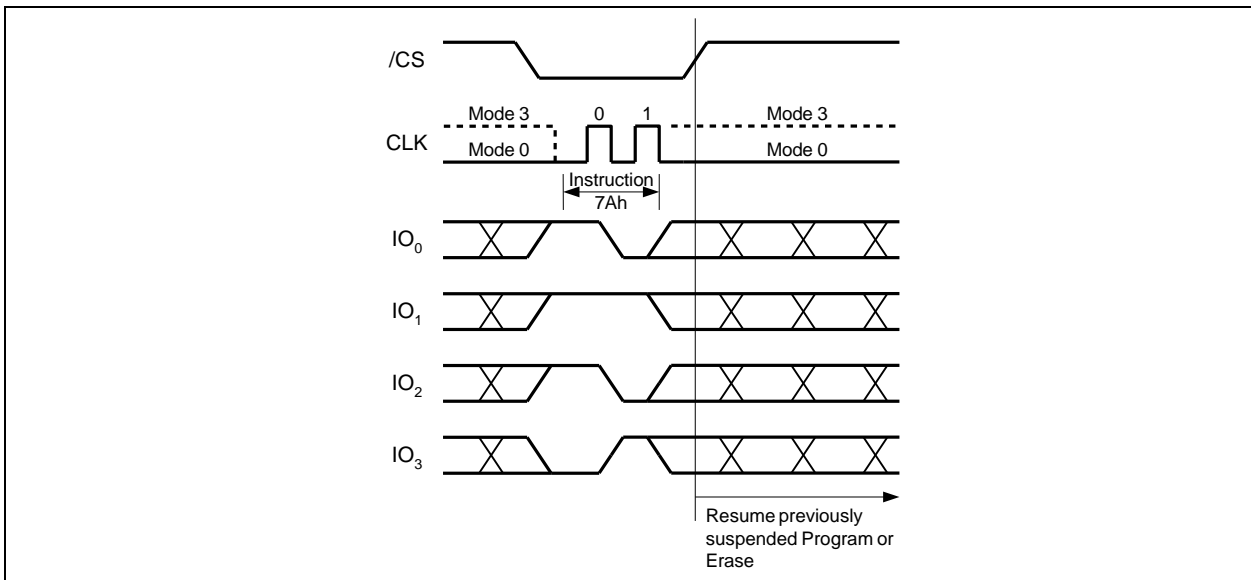 /CS
Mode 3 0 1 Mode 3
CLK
Mode 0 Mode 0
Instruction
7Ah
IO0
IO1
IO2
IO3
Resume previously
suspended Program or
Erase